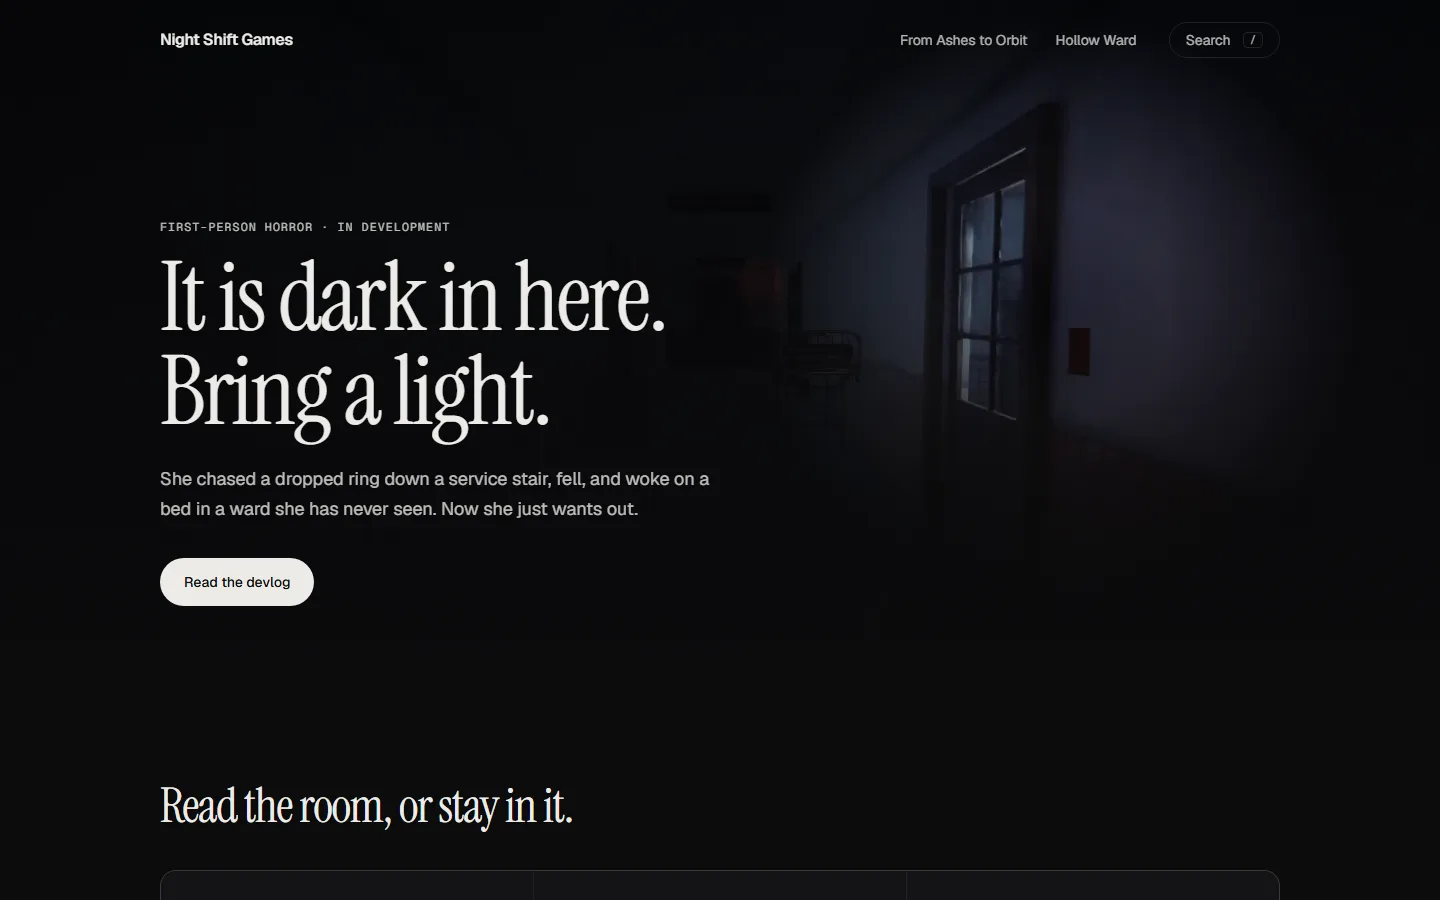 Night Shift Games
From Ashes to Orbit
Hollow Ward
Search /
FIRST-PERSON HORROR · IN DEVELOPMENT
It is dark in here.
Bring a light.
She chased a dropped ring down a service stair, fell, and woke on a
bed in a ward she has never seen. Now she just wants out.
Read the devlog
Read the room, or stay in it.